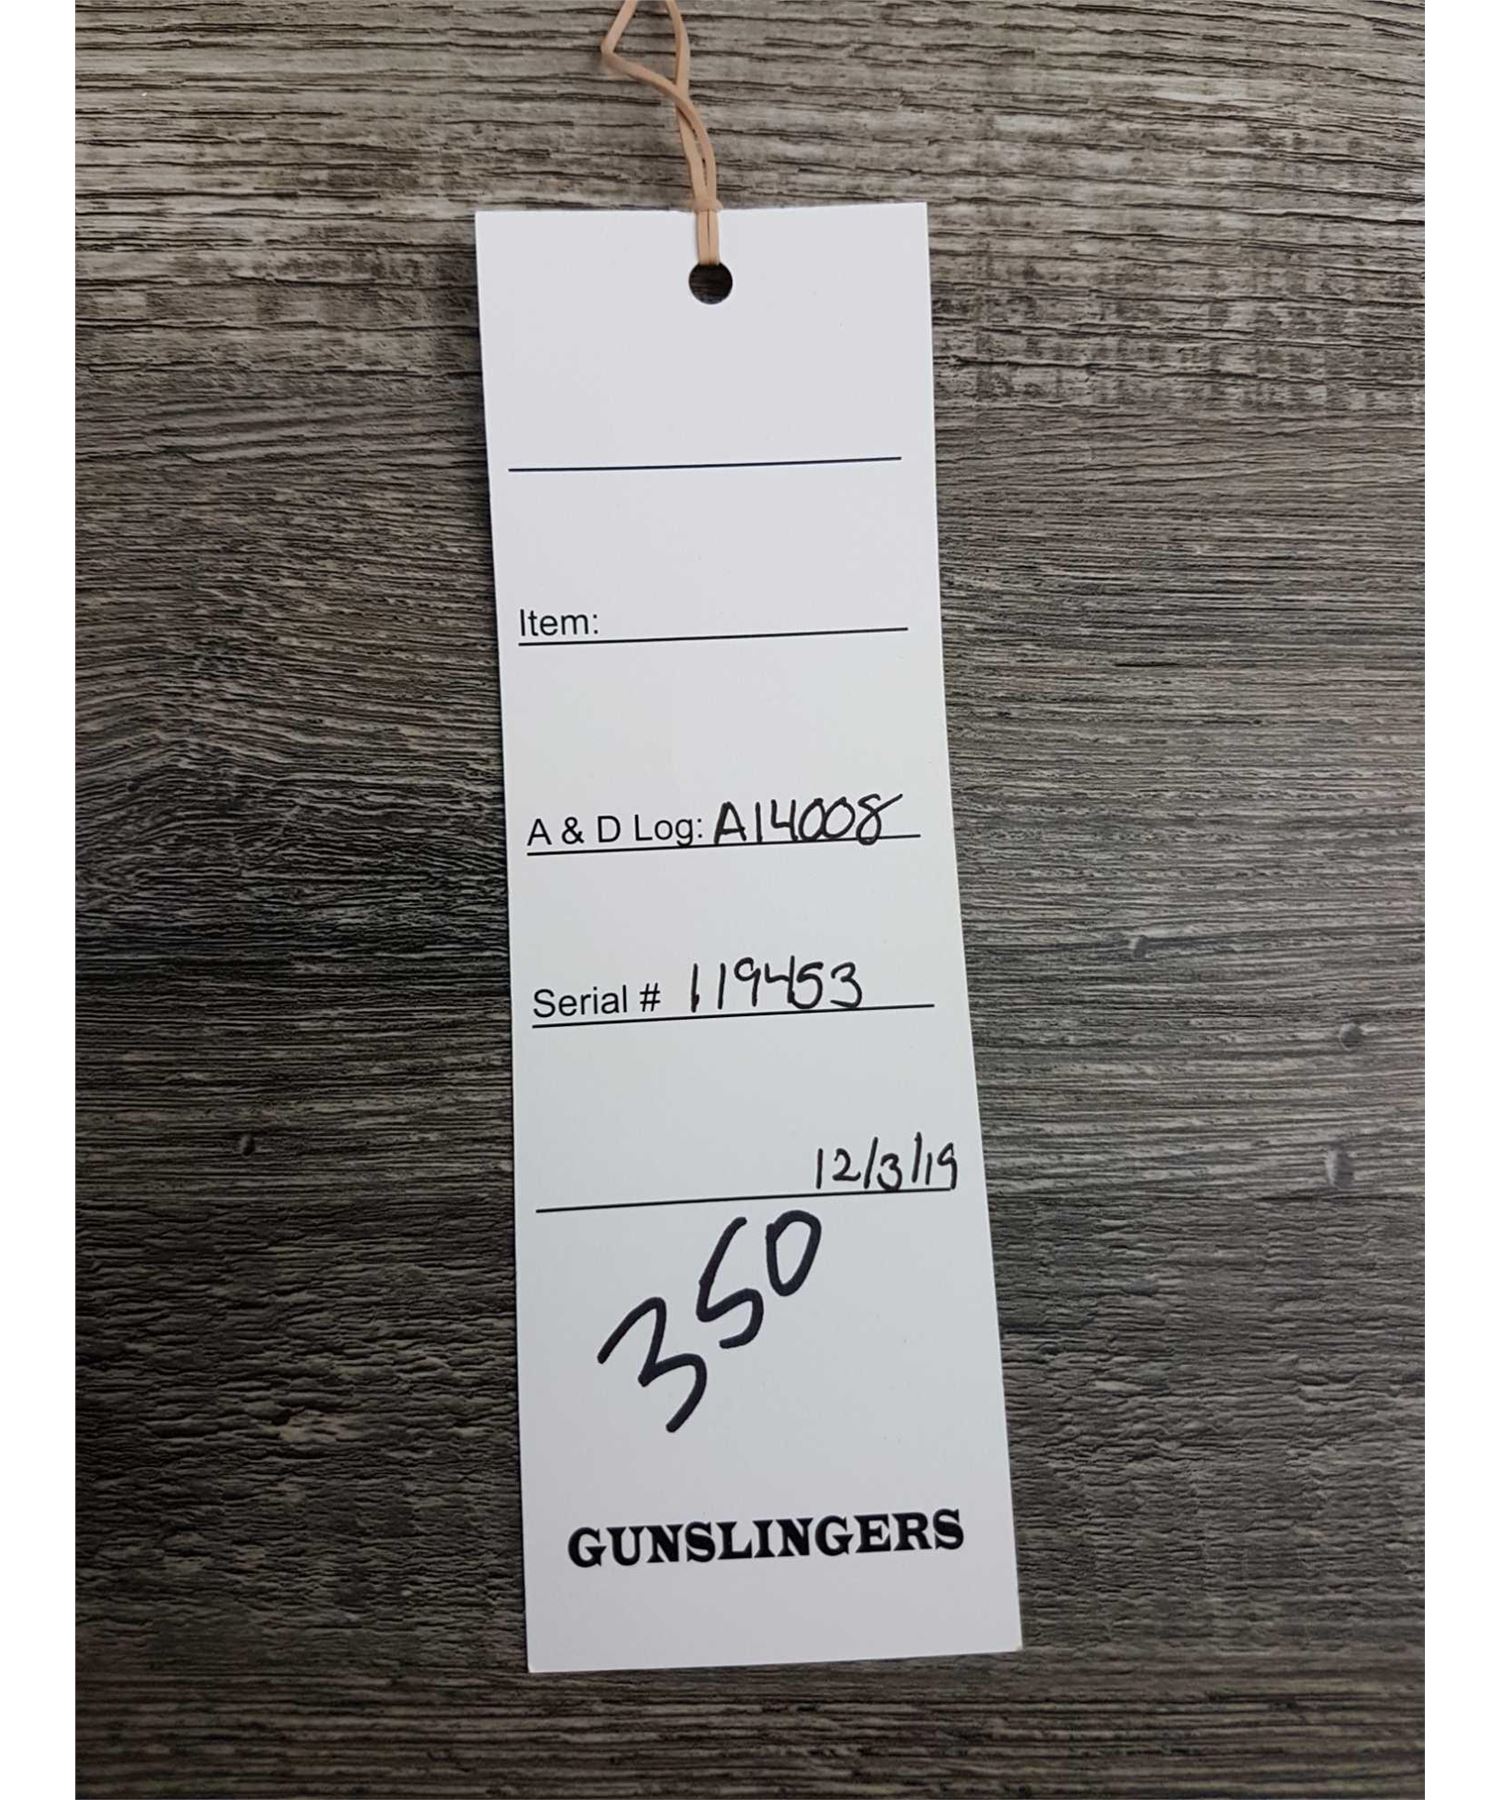 Item:
A & D Log: A14008
Serial # 119453
12/3/19
350
GUNSLINGERS